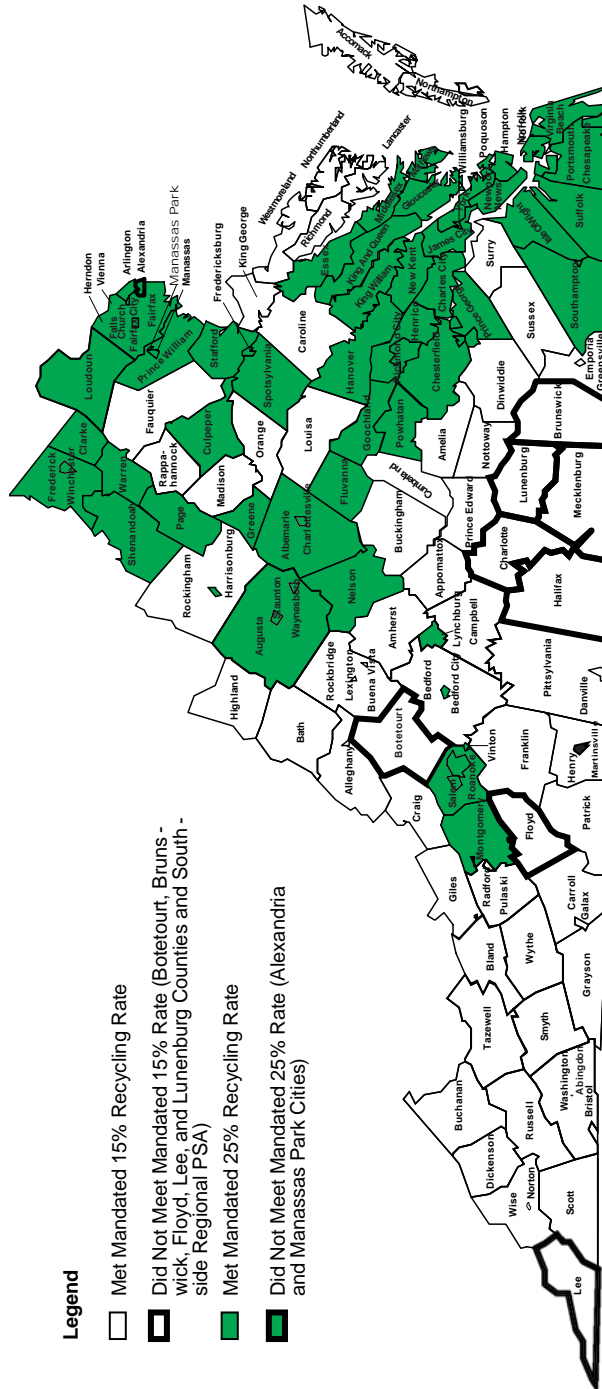 Legend
Met Mandated 15% Recycling Rate
Did Not Meet Mandated 15% Rate (Botetourt, Bruns -
wick, Floyd, Lee, and Lunenburg Counties and South -
side Regional PSA)
Met Mandated 25% Recycling Rate
Did Not Meet Mandated 25% Rate (Alexandria
and Manassas Park Cities)
Lee
Wise
Norton
Scott
Dickenson
Buchanan
Russell
Washington
Abingdon
Bristol
Tazewell
Smyth
Bland
Wythe
Grayson
Giles
Radford
Pulaski
Carroll
Galax
Craig
Montgomery
Floyd
Patrick
Salem
Roanoke
Vinton
Franklin
Henry
Martinsville
Alleghany
Botetourt
Bath
Highland
Rockbridge
Lexington
Buena Vista
Bedford
Bedford City
Amherst
Lynchburg
Campbell
Pittsylvania
Danville
Augusta
Staunton
Waynesboro
Rockingham
Harrisonburg
Nelson
Appomattox
Charlotte
Halifax
Shenandoah
Page
Greene
Albemarle
Charlottesville
Buckingham
Cumberland
Prince Edward
Lunenburg
Mecklenburg
Frederick
Winchester
Clarke
Warren
Rappa-
hannock
Madison
Fluvanna
Amelia
Nottoway
Brunswick
Loudoun
Fauquier
Culpeper
Orange
Louisa
Goochland
Powhatan
Dinwiddie
Herndon
Vienna
Arlington
Alexandria
Falls
Church
Fairfax City
Fairfax
Manassas Park
Manassas
Prince William
Stafford
Fredericksburg
Spotsylvania
King George
Caroline
Hanover
Richmond City
Henrico
Chesterfield
Prince George
Sussex
Emporia
Greensville
Westmoreland
Northumberland
Richmond
Lancaster
Essex
King And Queen
King William
Middlesex
Gloucester
New Kent
Charles City
James City
Williamsburg
Surry
Isle Of Wight
Southampton
Poquoson
Newport
News
Hampton
Norfolk
Virginia
Beach
Portsmouth
Chesapeake
Suffolk
Accomack
Northampton